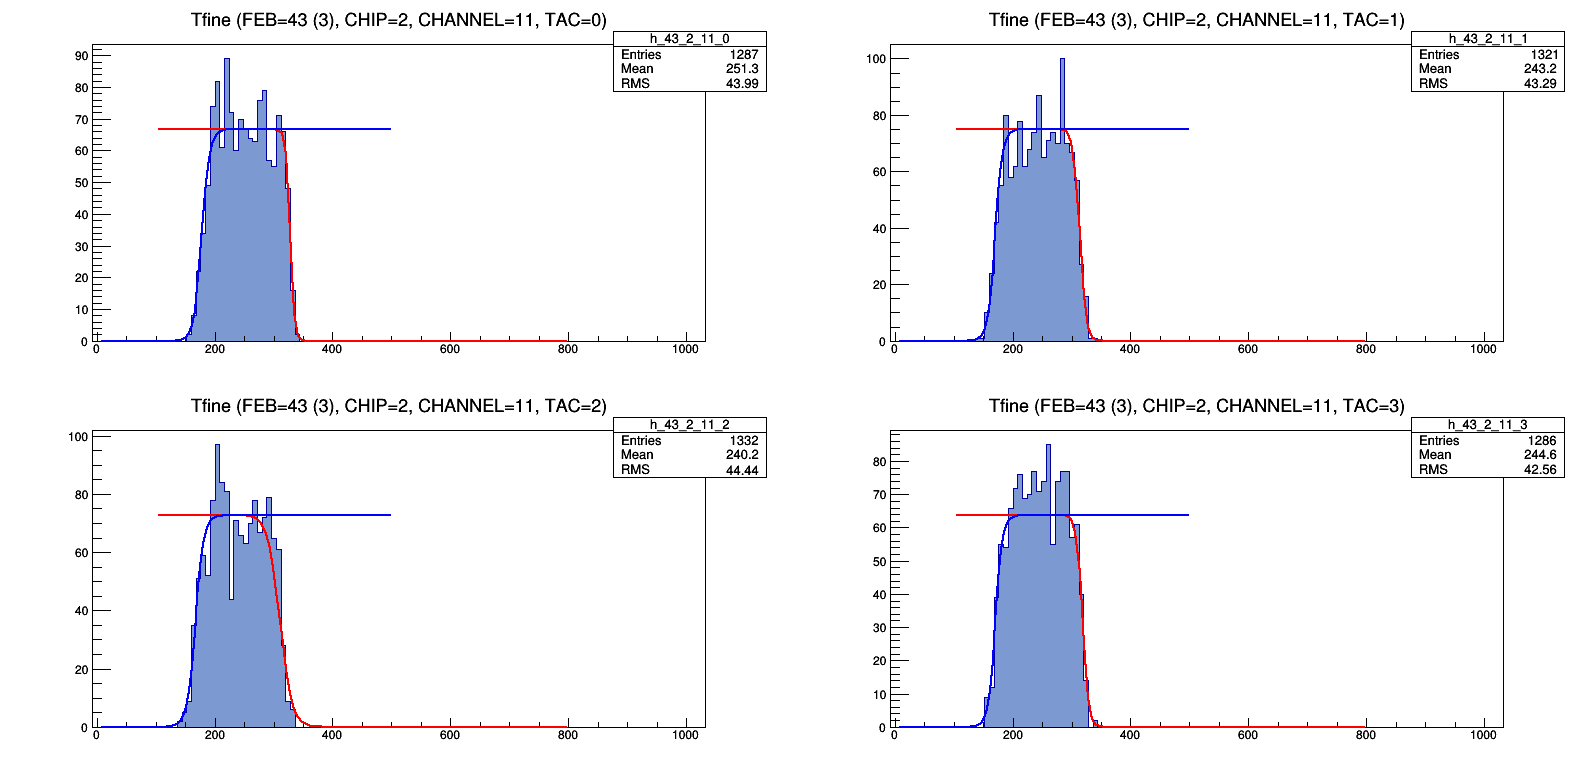 Tfine (FEB=43 (3), CHIP=2, CHANNEL=11, TAC=0)
h_43_2_11_0
Entries 1287
Mean 251.3
RMS 43.99
90
80
70
60
50
40
30
20
10
0
0 200 400 600 800 1000
Tfine (FEB=43 (3), CHIP=2, CHANNEL=11, TAC=1)
h_43_2_11_1
Entries 1321
Mean 243.2
RMS 43.29
100
80
60
40
20
0
0 200 400 600 800 1000
Tfine (FEB=43 (3), CHIP=2, CHANNEL=11, TAC=2)
h_43_2_11_2
Entries 1332
Mean 240.2
RMS 44.44
100
80
60
40
20
0
0 200 400 600 800 1000
Tfine (FEB=43 (3), CHIP=2, CHANNEL=11, TAC=3)
h_43_2_11_3
Entries 1286
Mean 244.6
RMS 42.56
80
70
60
50
40
30
20
10
0
0 200 400 600 800 1000